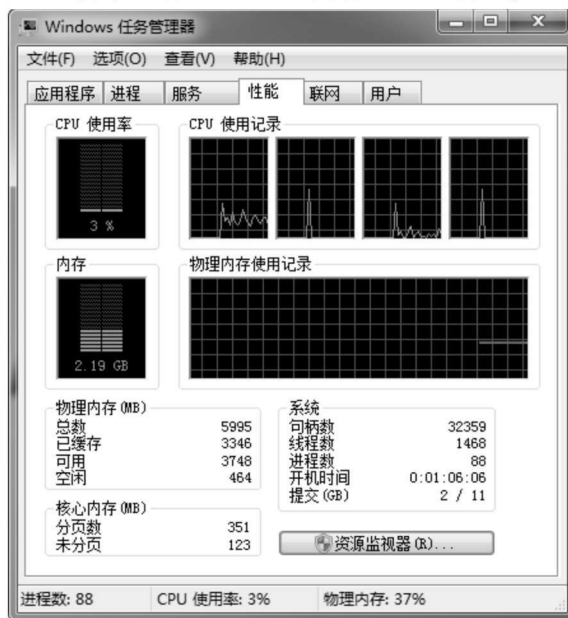 Windows 任务管理器
文件(F) 选项(O) 查看(V) 帮助(H)
应用程序 进程 服务 性能 联网 用户
CPU 使用率 CPU 使用记录
3 %
内存 物理内存使用记录
2.19 GB
物理内存(MB)
总数 5995
已缓存 3346
可用 3748
空闲 464
核心内存(MB)
分页数 351
未分页 123
系统
句柄数 32359
线程数 1468
进程数 88
开机时间 0:01:06:06
提交(GB) 2 / 11
资源监视器(R)...
进程数: 88 CPU 使用率: 3% 物理内存: 37%